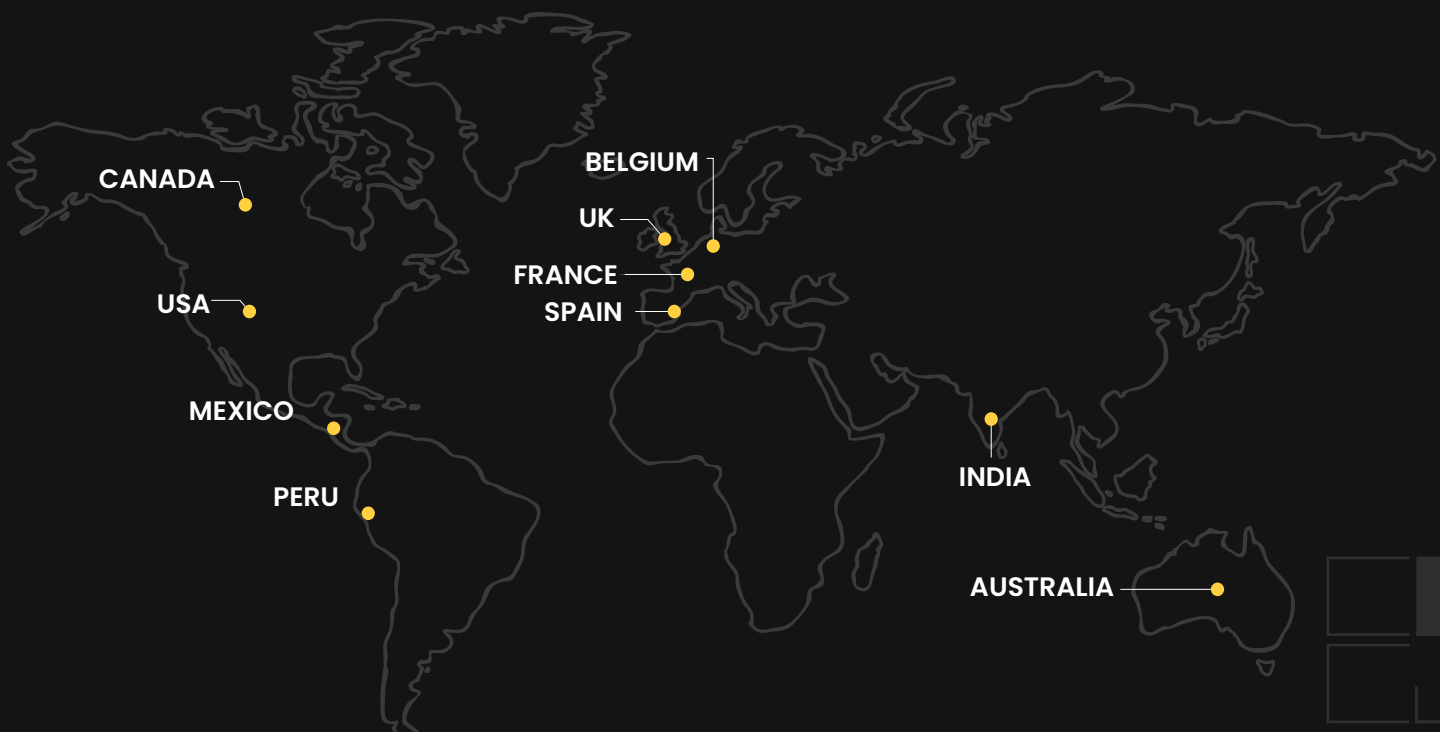 BELGIUM
CANADA
UK
FRANCE
USA
SPAIN
MEXICO
INDIA
PERU
AUSTRALIA